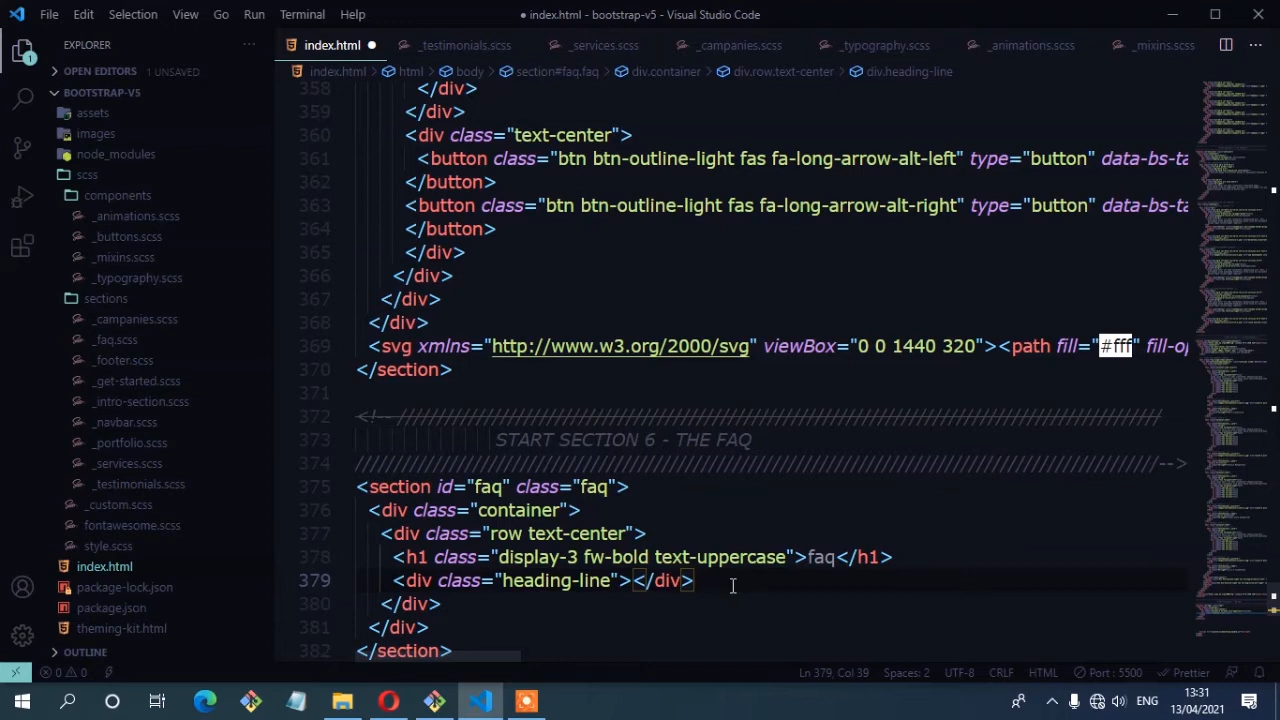 File Edit Selection View Go Run Terminal Help
● index.html - bootstrap-v5 - Visual Studio Code
EXPLORER
index.html
_testimonials.scss
_services.scss
_campanies.scss
_typography.scss
_animations.scss
_mixins.scss
OPEN EDITORS 1 UNSAVED
index.html > html > body > section#faq.faq > div.container > div.row.text-center > div.heading-line
BOOTSTRAP-V5
assets
images
node_modules
scss
components
_animations.scss
_buttons.scss
_mixins.scss
_typography.scss
sections
_campanies.scss
_faq.scss
_footer.scss
_get-started.scss
_intro-section.scss
_navbar.scss
_portfolio.scss
_services.scss
_testimonials.scss
_custom.scss
fontawesome.scss
style.scss
index.html
package-lock.json
package.json
theming-kit.html
OUTLINE
358 </div>
359 </div>
360 <div class="text-center">
361 <button class="btn btn-outline-light fas fa-long-arrow-alt-left" type="button" data-bs-ta
362 </button>
363 <button class="btn btn-outline-light fas fa-long-arrow-alt-right" type="button" data-bs-ta
364 </button>
365 </div>
366 </div>
367 </div>
368 </div>
369 <svg xmlns="http://www.w3.org/2000/svg" viewBox="0 0 1440 320"><path fill="#fff" fill-op
370 </section>
371
372
373 START SECTION 6 - THE FAQ
374
375 <section id="faq" class="faq">
376 <div class="container">
377 <div class="row text-center">
378 <h1 class="display-3 fw-bold text-uppercase">faq</h1>
379 <div class="heading-line"></div>
380 </div>
381 </div>
382 </section>
0 0 Ln 379, Col 39 Spaces: 2 UTF-8 CRLF HTML Port : 5500 Prettier
ENG
13:31
13/04/2021